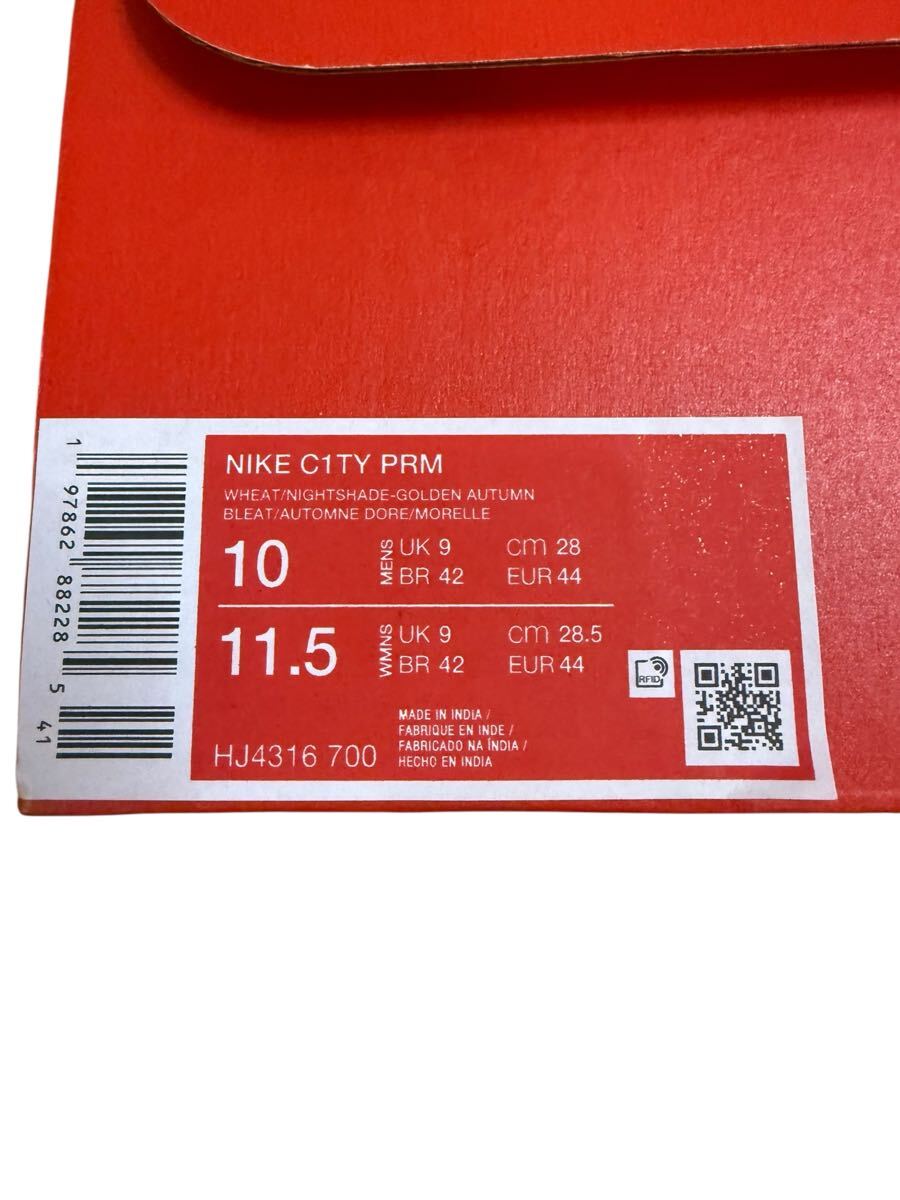 NIKE C1TY PRM
WHEAT/NIGHTSHADE-GOLDEN AUTUMN
BLEAT/AUTOMNE DORE/MORELLE
10 MENS UK 9 cm 28
BR 42 EUR 44
11.5 WMNS UK 9 cm 28.5
BR 42 EUR 44
RFID
MADE IN INDIA /
FABRIQUE EN INDE /
FABRICADO NA ÍNDIA /
HECHO EN INDIA
HJ4316 700
1 97862 88228 5 41